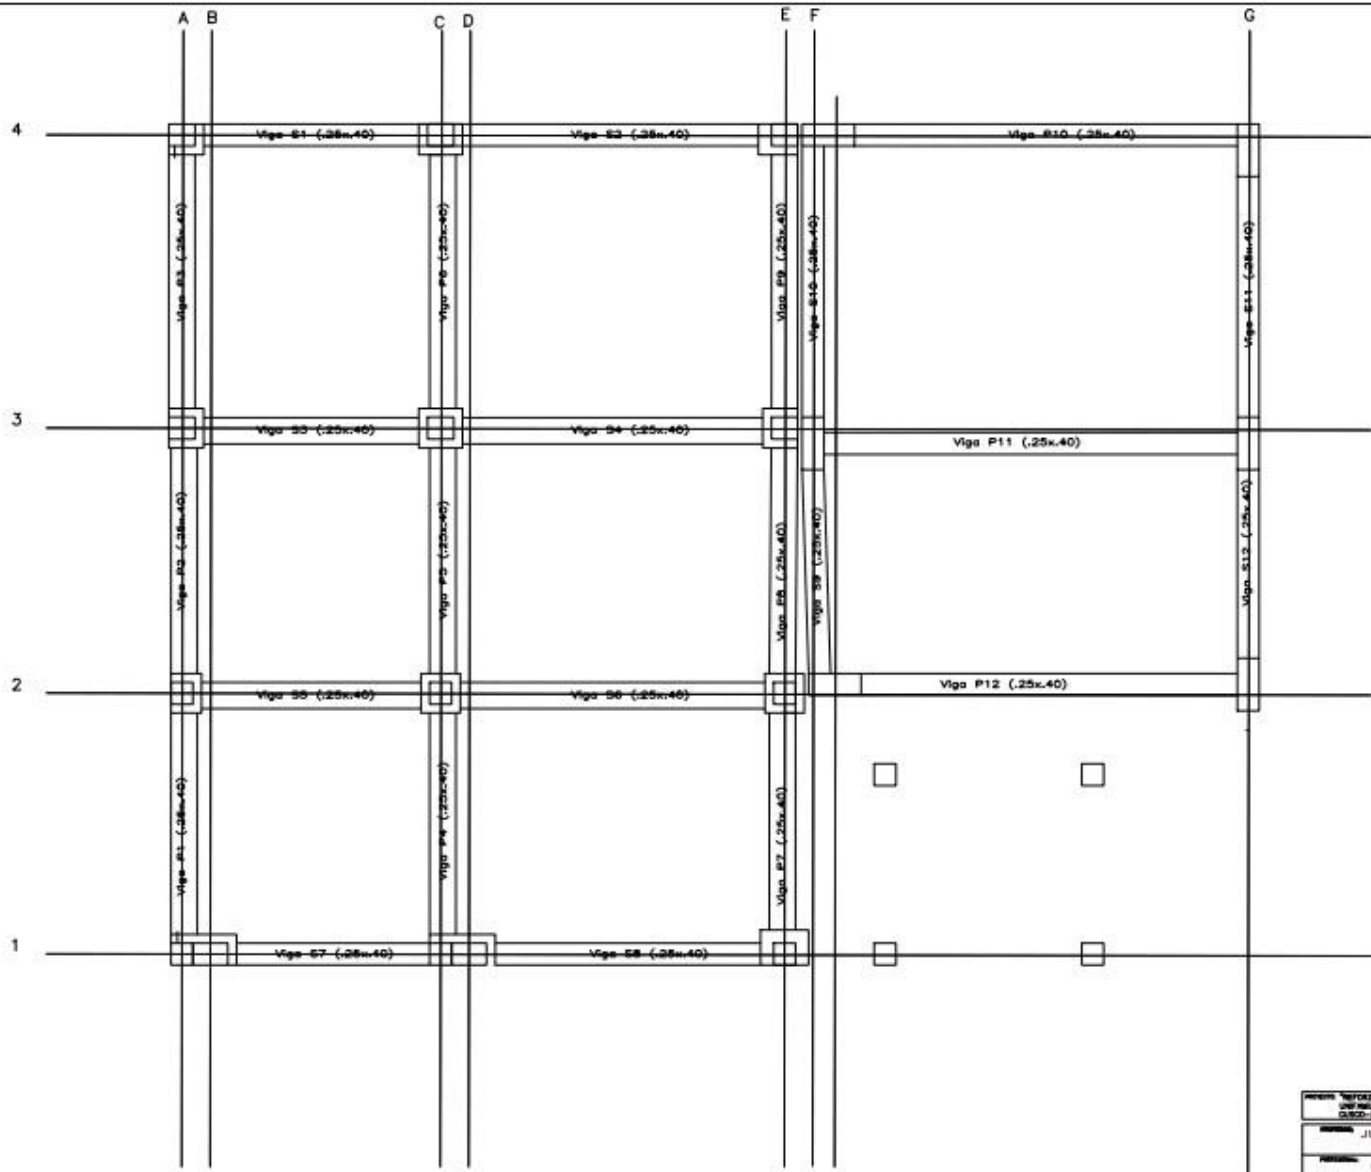 A B C D E F G
4
Viga S1 (.25x.40)
Viga S2 (.25x.40)
Viga P10 (.25x.40)
Viga P3 (.25x.40)
Viga P6 (.25x.40)
Viga P9 (.25x.40)
Viga S10 (.25x.40)
Viga S11 (.25x.40)
3
Viga S3 (.25x.40)
Viga S4 (.25x.40)
Viga P11 (.25x.40)
Viga P2 (.25x.40)
Viga P5 (.25x.40)
Viga P8 (.25x.40)
Viga S9 (.25x.40)
Viga S12 (.25x.40)
2
Viga S5 (.25x.40)
Viga S6 (.25x.40)
Viga P12 (.25x.40)
Viga P1 (.25x.40)
Viga P4 (.25x.40)
Viga P7 (.25x.40)
1
Viga S7 (.25x.40)
Viga S8 (.25x.40)